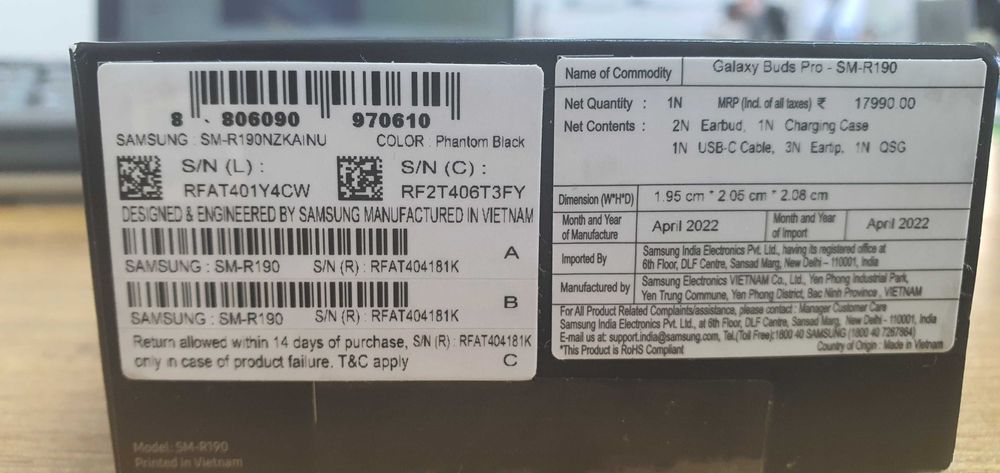 8 806090 970610
SAMSUNG : SM-R190NZKAINU COLOR : Phantom Black
S/N (L) :
RFAT401Y4CW
S/N (C) :
RF2T406T3FY
DESIGNED & ENGINEERED BY SAMSUNG MANUFACTURED IN VIETNAM
A
SAMSUNG : SM-R190 S/N (R) : RFAT404181K
B
SAMSUNG : SM-R190 S/N (R) : RFAT404181K
Return allowed within 14 days of purchase, S/N (R) : RFAT404181K
only in case of product failure. T&C apply C
Name of Commodity Galaxy Buds Pro - SM-R190
Net Quantity : 1N MRP (Incl. of all taxes) ₹ 17990.00
Net Contents : 2N Earbud, 1N Charging Case
1N USB-C Cable, 3N Eartip, 1N QSG
Dimension (W*H*D) 1.95 cm * 2.05 cm * 2.08 cm
Month and Year
of Manufacture
April 2022
Month and Year
of Import
April 2022
Imported By
Samsung India Electronics Pvt. Ltd., having its registered office at
6th Floor, DLF Centre, Sansad Marg, New Delhi – 110001, India
Manufactured by
Samsung Electronics VIETNAM Co., Ltd., Yen Phong Industrial Park,
Yen Trung Commune, Yen Phong District, Bac Ninh Province, VIETNAM
For All Product Related Complaints/assistance, please contact : Manager Customer Care
Samsung India Electronics Pvt. Ltd., at 6th Floor, DLF Centre, Sansad Marg, New Delhi - 110001, India
E-mail us at: support.india@samsung.com, Tel.(Toll Free):1800 40 SAMSUNG (1800 40 7267864)
*This Product is RoHS Compliant Country of Origin : Made in Vietnam
Model: SM-R190
Printed in Vietnam